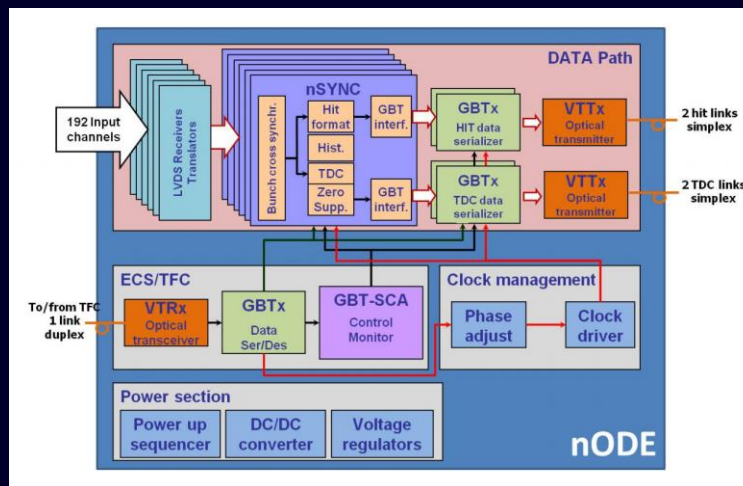 DATA Path
192 Input
channels
LVDS Receivers
Translators
nSYNC
Bunch cross synchr.
Hit
format
Hist.
TDC
Zero
Supp.
GBT
interf.
GBT
interf.
GBTx
HIT data
serializer
GBTx
TDC data
serializer
VTTx
Optical
transmitter
VTTx
Optical
transmitter
2 hit links
simplex
2 TDC links
simplex
ECS/TFC
To/from TFC
1 link
duplex
VTRx
Optical
transceiver
GBTx
Data
Ser/Des
GBT-SCA
Control
Monitor
Clock management
Phase
adjust
Clock
driver
Power section
Power up
sequencer
DC/DC
converter
Voltage
regulators
nODE